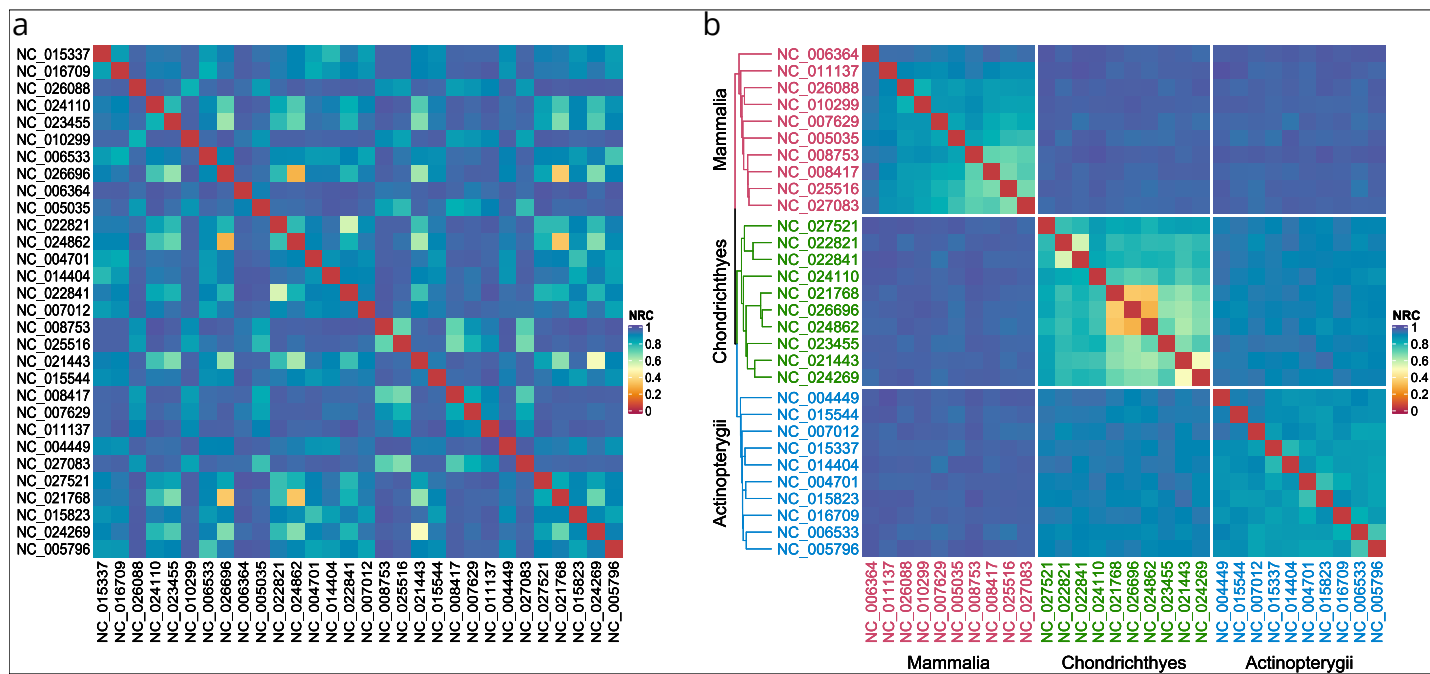 a
NC_015337
NC_016709
NC_026088
NC_024110
NC_023455
NC_010299
NC_006533
NC_026696
NC_006364
NC_005035
NC_022821
NC_024862
NC_004701
NC_014404
NC_022841
NC_007012
NC_008753
NC_025516
NC_021443
NC_015544
NC_008417
NC_007629
NC_011137
NC_004449
NC_027083
NC_027521
NC_021768
NC_015823
NC_024269
NC_005796
NC_015337
NC_016709
NC_026088
NC_024110
NC_023455
NC_010299
NC_006533
NC_026696
NC_006364
NC_005035
NC_022821
NC_024862
NC_004701
NC_014404
NC_022841
NC_007012
NC_008753
NC_025516
NC_021443
NC_015544
NC_008417
NC_007629
NC_011137
NC_004449
NC_027083
NC_027521
NC_021768
NC_015823
NC_024269
NC_005796
NRC
1
0.8
0.6
0.4
0.2
0
b
Mammalia
Chondrichthyes
Actinopterygii
NC_006364
NC_011137
NC_026088
NC_010299
NC_007629
NC_005035
NC_008753
NC_008417
NC_025516
NC_027083
NC_027521
NC_022821
NC_022841
NC_024110
NC_021768
NC_026696
NC_024862
NC_023455
NC_021443
NC_024269
NC_004449
NC_015544
NC_007012
NC_015337
NC_014404
NC_004701
NC_015823
NC_016709
NC_006533
NC_005796
NC_006364
NC_011137
NC_026088
NC_010299
NC_007629
NC_005035
NC_008753
NC_008417
NC_025516
NC_027083
NC_027521
NC_022821
NC_022841
NC_024110
NC_021768
NC_026696
NC_024862
NC_023455
NC_021443
NC_024269
NC_004449
NC_015544
NC_007012
NC_015337
NC_014404
NC_004701
NC_015823
NC_016709
NC_006533
NC_005796
Mammalia
Chondrichthyes
Actinopterygii
NRC
1
0.8
0.6
0.4
0.2
0